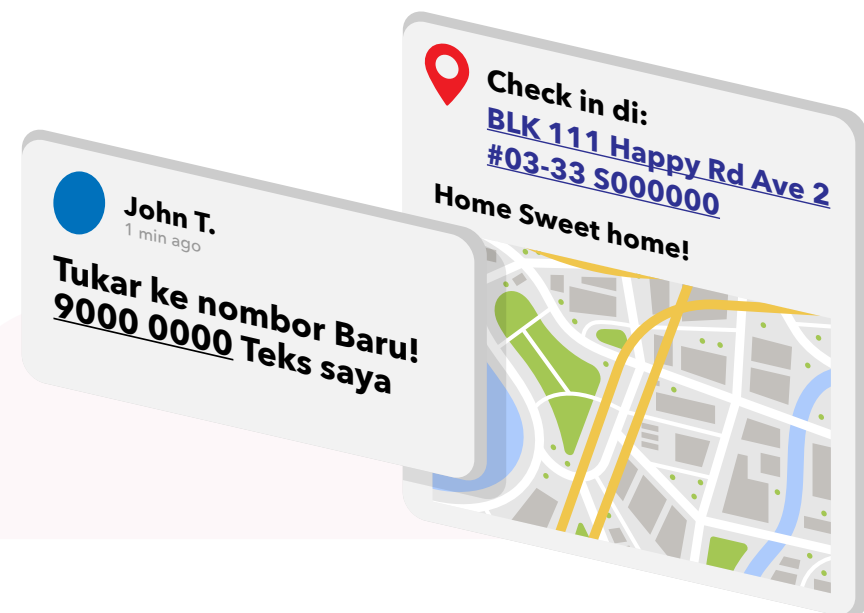 Check in di:
BLK 111 Happy Rd Ave 2
#03-33 S000000
Home Sweet home!
John T.
1 min ago
Tukar ke nombor Baru!
9000 0000 Teks saya